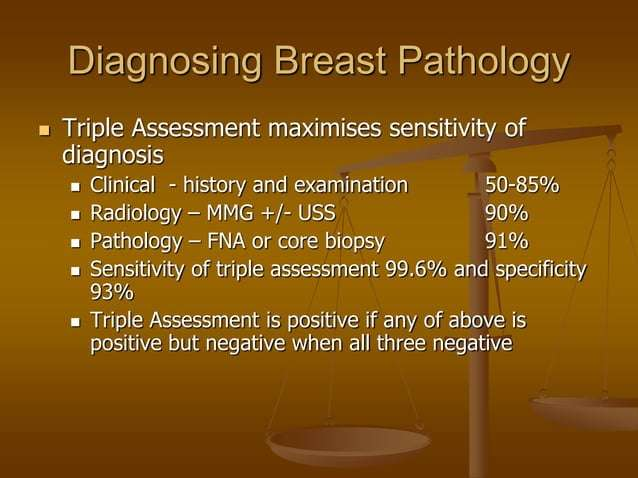 Diagnosing Breast Pathology
Triple Assessment maximises sensitivity of
diagnosis
Clinical - history and examination 50-85%
Radiology – MMG +/- USS 90%
Pathology – FNA or core biopsy 91%
Sensitivity of triple assessment 99.6% and specificity
93%
Triple Assessment is positive if any of above is
positive but negative when all three negative